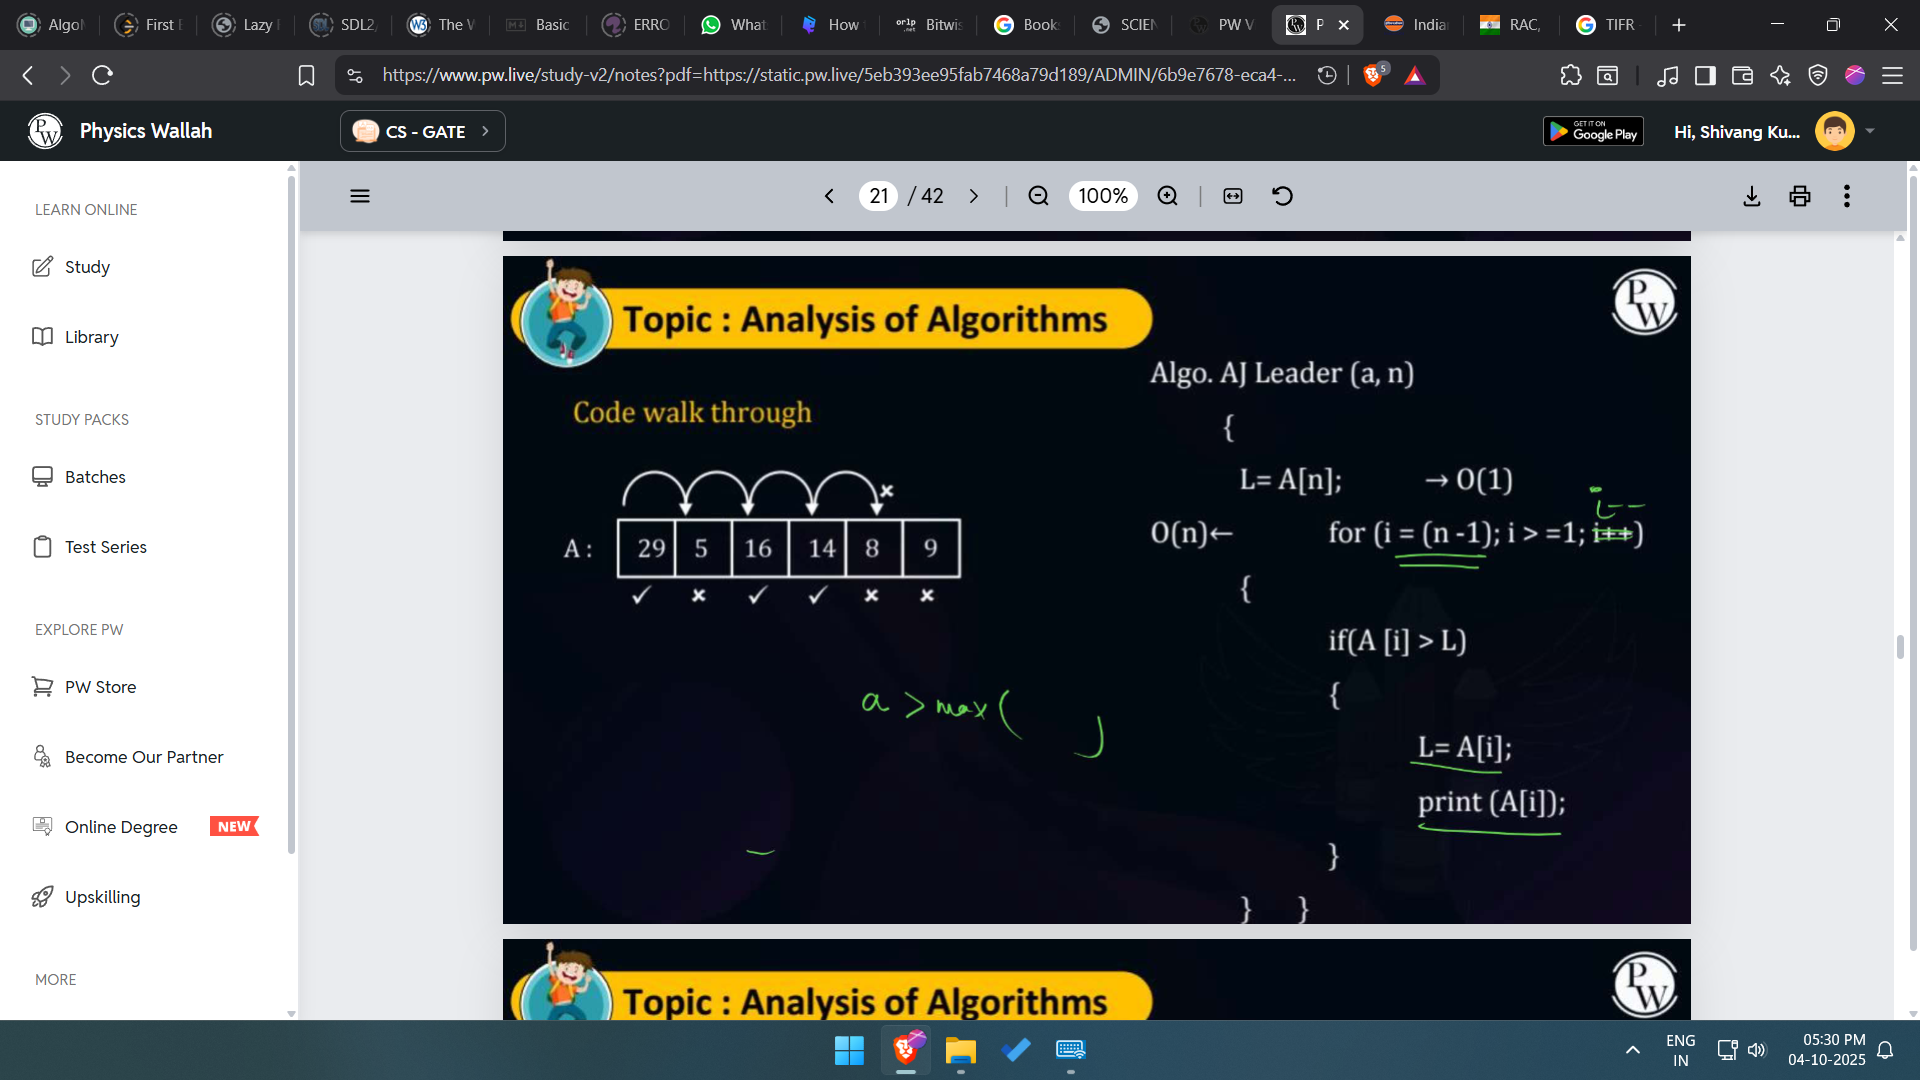 Algo
First
Lazy
SDL2
The V
Basic
ERRO
What
How
Bitwis
Book
SCIEN
PW V
P
India
RAC,
TIFR
https://www.pw.live/study-v2/notes?pdf=https://static.pw.live/5eb393ee95fab7468a79d189/ADMIN/6b9e7678-eca4-...
5
Physics Wallah
CS - GATE
GET IT ON
Google Play
Hi, Shivang Ku...
LEARN ONLINE
Study
Library
STUDY PACKS
Batches
Test Series
EXPLORE PW
PW Store
Become Our Partner
Online Degree NEW
Upskilling
MORE
21 / 42
100%
Topic : Analysis of Algorithms
PW
Code walk through
A : 29 5 16 14 8 9
✓ × ✓ ✓ × ×
a > max( )
Algo. AJ Leader (a, n)
{
L= A[n]; → O(1)
i--
O(n)← for (i = (n -1); i > =1; i++)
{
if(A [i] > L)
{
L= A[i];
print (A[i]);
}
} }
Topic : Analysis of Algorithms
PW
ENG
IN
05:30 PM
04-10-2025